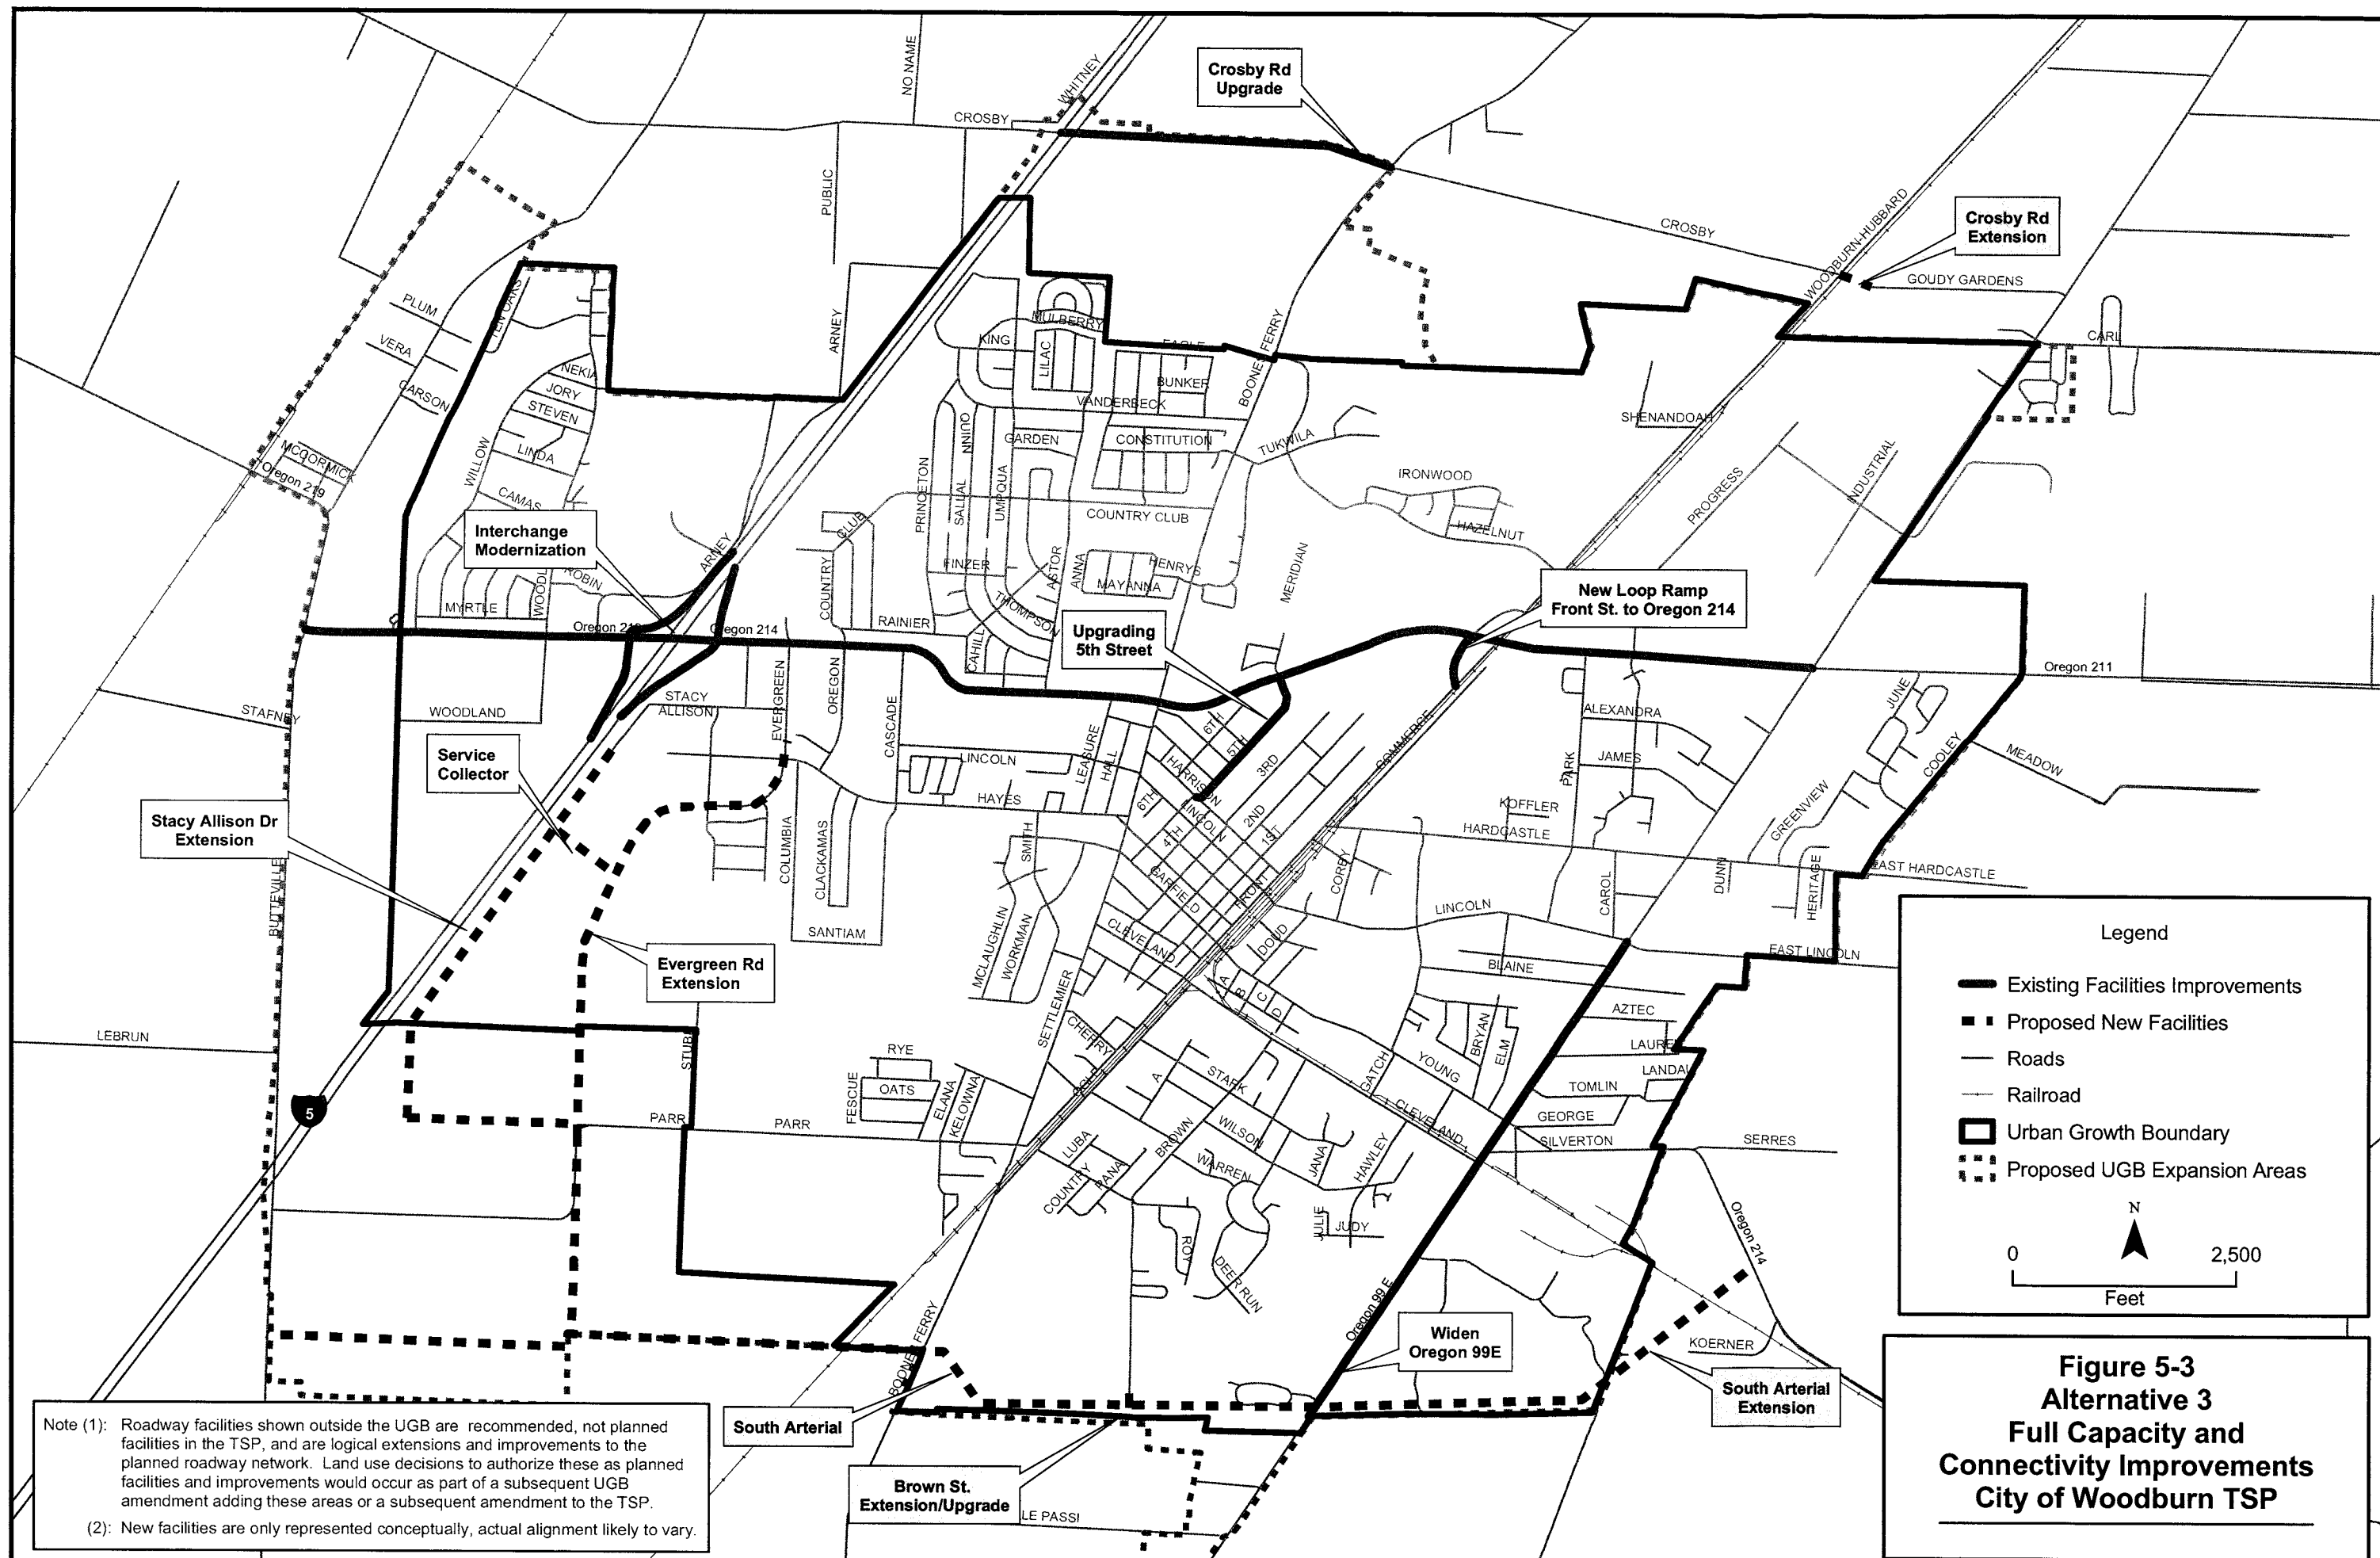 NO NAME
WHITNEY
Crosby Rd
Upgrade
CROSBY
PUBLIC
CROSBY
WOODBURN-HUBBARD
Crosby Rd
Extension
GOUDY GARDENS
PLUM
VERA
CARSON
ARNEY
MULBERRY
KING
LILAC
BUNKER
VANDERBECK
CARL
NEKIA
JORY
STEVEN
LINDA
WILLOW
CAMAS
QUINN
GARDEN
CONSTITUTION
TUKWILA
SHENANDOAH
MCCORMICK
Oregon 219
PRINCETON
SALLAL
UMPQUA
IRONWOOD
PROGRESS
INDUSTRIAL
COUNTRY CLUB
HAZELNUT
Interchange
Modernization
ARNEY
ROBIN
CLUB
COUNTRY
FINZER
ASTOR
ANNA
HENRYS
MAYANNA
MERIDIAN
MYRTLE
THOMPSON
New Loop Ramp
Front St. to Oregon 214
Oregon 214
RAINIER
CAHILL
Upgrading
5th Street
Oregon 211
STAFNEY
WOODLAND
STACY
ALLISON
EVERGREEN
OREGON
CASCADE
LEASURE
HALL
6TH
5TH
3RD
COMMERCE
ALEXANDRA
JAMES
PARK
JUNE
COOLEY
MEADOW
Service
Collector
LINCOLN
HAYES
HARRISON
LINCOLN
6TH
4TH
2ND
1ST
KOFFLER
HARDCASTLE
GREENVIEW
Stacy Allison Dr
Extension
BUTTEVILLE
COLUMBIA
CLACKAMAS
SMITH
GARFIELD
FRONT
CORBY
CAROL
DUNN
HERITAGE
EAST HARDCASTLE
SANTIAM
MCLAUGHLIN
WORKMAN
CLEVELAND
DOUD
LINCOLN
EAST LINCOLN
Evergreen Rd
Extension
SETTLEMIER
A
B
C
D
BLAINE
AZTEC
LEBRUN
CHERRY
RYE
OATS
FESCUE
ELANA
KELOWNA
STARK
GATCH
YOUNG
BRYAN
ELM
LANDAU
TOMLIN
GEORGE
SILVERTON
SERRES
5
PARR
PARR
A
BROWN
WILSON
CLEVELAND
LUBA
COUNTRY
DANA
WARREN
JANA
HAWLEY
JULIE
JUDY
ROY
DEER RUN
Oregon 214
KOERNER
Oregon 99 E
Widen
Oregon 99E
South Arterial
Extension
South Arterial
Brown St.
Extension/Upgrade
Legend
Existing Facilities Improvements
Proposed New Facilities
Roads
Railroad
Urban Growth Boundary
Proposed UGB Expansion Areas
N
0 2,500
Feet
Figure 5-3
Alternative 3
Full Capacity and
Connectivity Improvements
City of Woodburn TSP
Note (1): Roadway facilities shown outside the UGB are recommended, not planned
facilities in the TSP, and are logical extensions and improvements to the
planned roadway network. Land use decisions to authorize these as planned
facilities and improvements would occur as part of a subsequent UGB
amendment adding these areas or a subsequent amendment to the TSP.
(2): New facilities are only represented conceptually, actual alignment likely to vary.